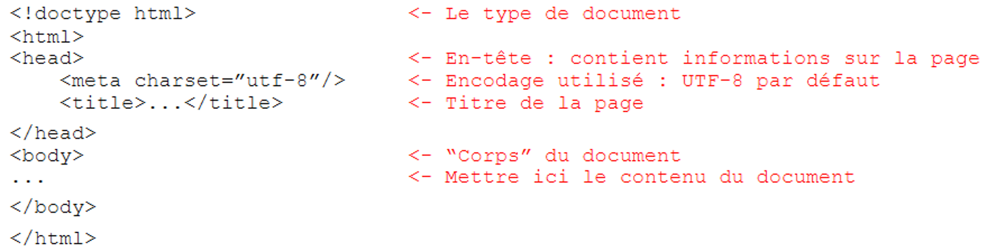 <!doctype html> <- Le type de document
<html>
<head> <- En-tête : contient informations sur la page
<meta charset=”utf-8”/> <- Encodage utilisé : UTF-8 par défaut
<title>...</title> <- Titre de la page
</head>
<body> <- “Corps” du document
... <- Mettre ici le contenu du document
</body>
</html>